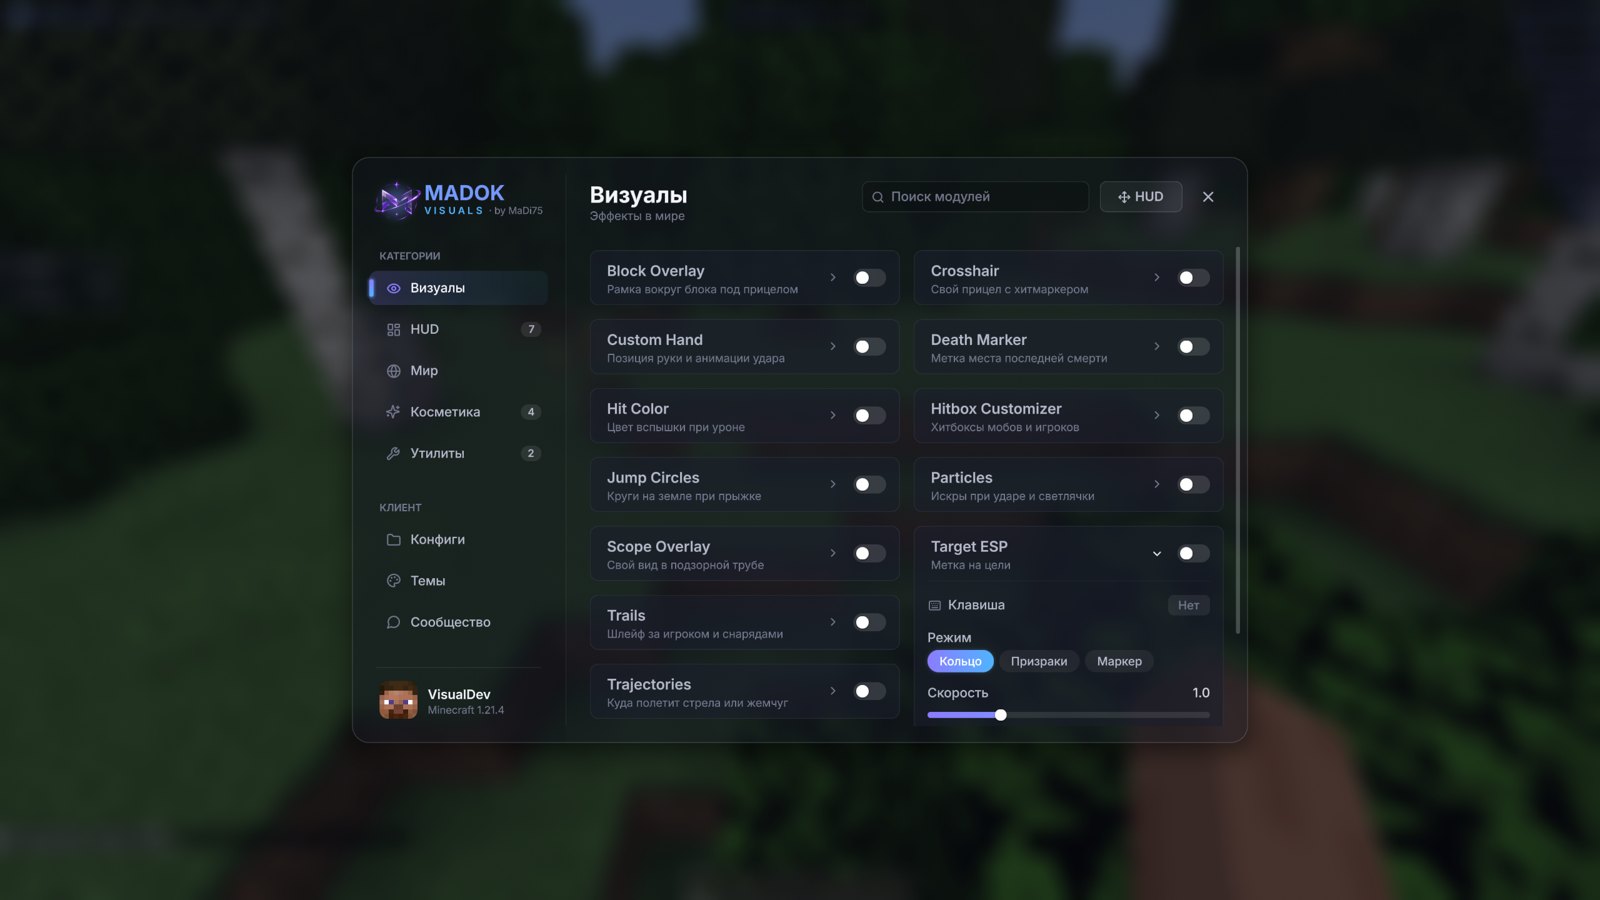 MADOK
VISUALS · by MaDi75
КАТЕГОРИИ
Визуалы
HUD 7
Мир
Косметика 4
Утилиты 2
КЛИЕНТ
Конфиги
Темы
Сообщество
VisualDev
Minecraft 1.21.4
Визуалы
Эффекты в мире
Поиск модулей
HUD
Block Overlay
Рамка вокруг блока под прицелом
Crosshair
Свой прицел с хитмаркером
Custom Hand
Позиция руки и анимации удара
Death Marker
Метка места последней смерти
Hit Color
Цвет вспышки при уроне
Hitbox Customizer
Хитбоксы мобов и игроков
Jump Circles
Круги на земле при прыжке
Particles
Искры при ударе и светлячки
Scope Overlay
Свой вид в подзорной трубе
Target ESP
Метка на цели
Trails
Шлейф за игроком и снарядами
Trajectories
Куда полетит стрела или жемчуг
Клавиша Нет
Режим
Кольцо Призраки Маркер
Скорость 1.0